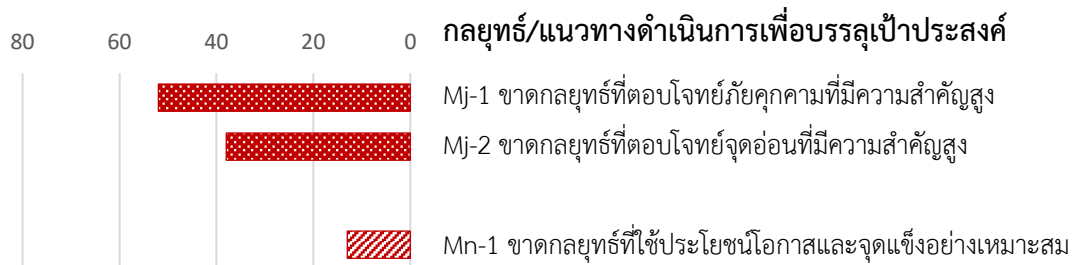 80 60 40 20 0 กลยุทธ์/แนวทางดำเนินการเพื่อบรรลุเป้าประสงค์
Mj-1 ขาดกลยุทธ์ที่ตอบโจทย์ภัยคุกคามที่มีความสำคัญสูง
Mj-2 ขาดกลยุทธ์ที่ตอบโจทย์จุดอ่อนที่มีความสำคัญสูง
Mn-1 ขาดกลยุทธ์ที่ใช้ประโยชน์โอกาสและจุดแข็งอย่างเหมาะสม